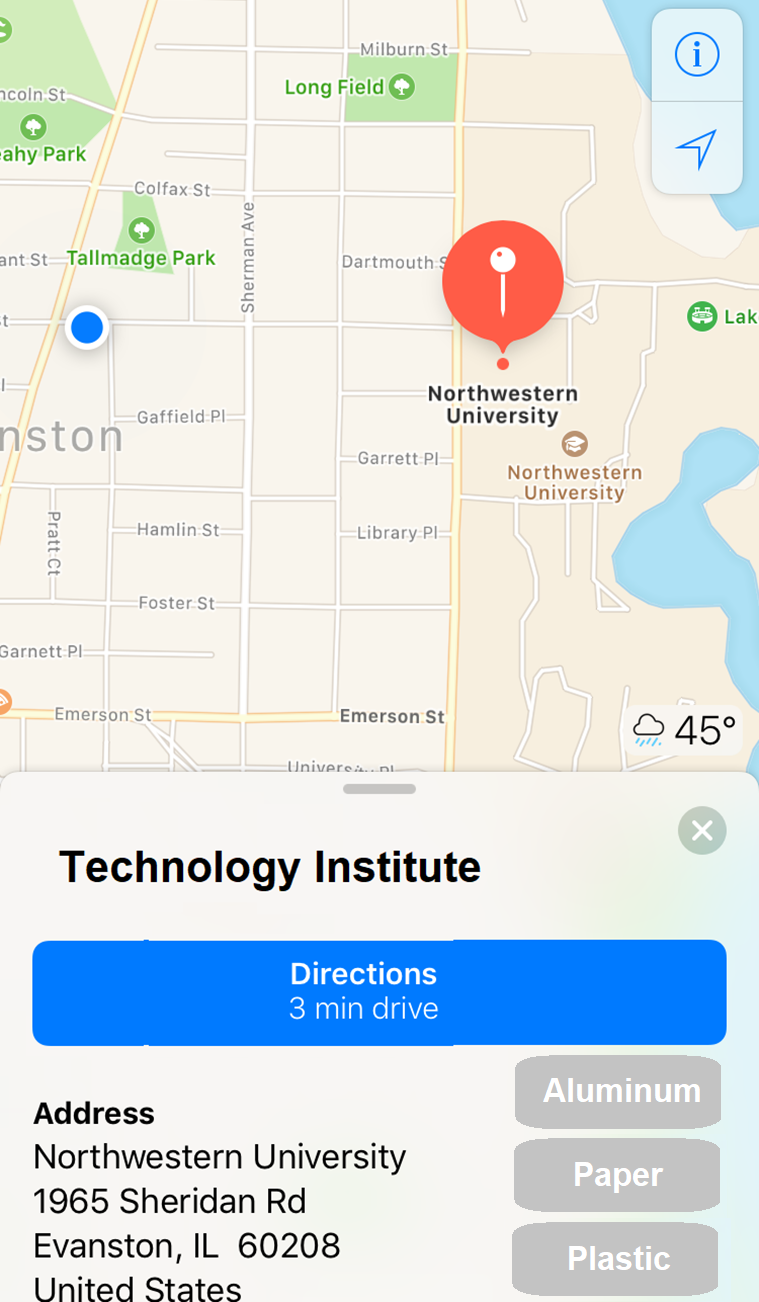 Milburn St
Long Field
ncoln St
eahy Park
Colfax St
Sherman Ave
ant St
Tallmadge Park
Dartmouth S
st
Lak
Northwestern
University
nston
Gaffield Pl
Northwestern
University
Garrett Pl
Pratt Ct
Hamlin St
Library Pl
Foster St
Garnett Pl
Emerson St
Emerson St
45°
University Pl
Technology Institute
Directions
3 min drive
Aluminum
Address
Northwestern University
Paper
1965 Sheridan Rd
Evanston, IL 60208
Plastic
United States